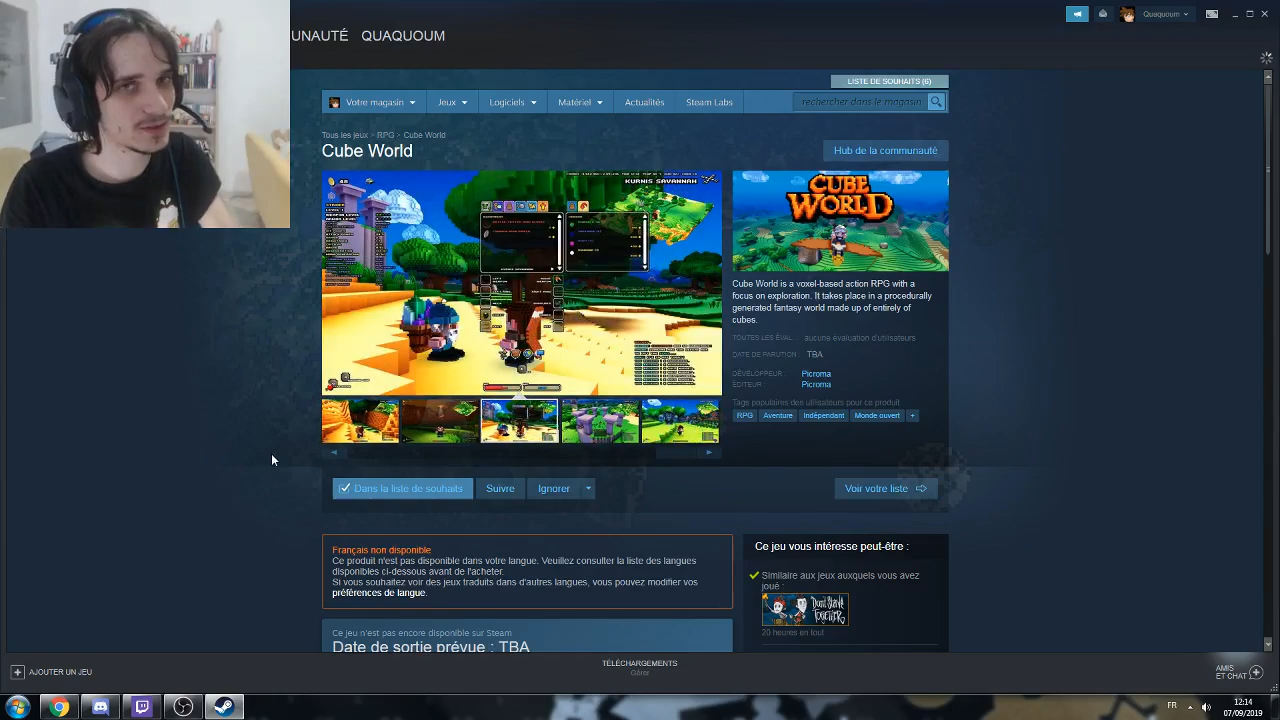 UNAUTÉ QUAQUOUM
Quaquoum
LISTE DE SOUHAITS (6)
Votre magasin
Jeux
Logiciels
Matériel
Actualités
Steam Labs
rechercher dans le magasin
Tous les jeux > RPG > Cube World
Cube World
Hub de la communauté
KURNIS SAVANNAH
CUBE
WORLD
Cube World is a voxel-based action RPG with a
focus on exploration. It takes place in a procedurally
generated fantasy world made up of entirely of
cubes.
TOUTES LES ÉVAL... aucune évaluation d'utilisateurs
DATE DE PARUTION : TBA
DÉVELOPPEUR : Picroma
ÉDITEUR : Picroma
Tags populaires des utilisateurs pour ce produit
RPG Aventure Indépendant Monde ouvert +
Dans la liste de souhaits
Suivre
Ignorer
Voir votre liste
Français non disponible
Ce produit n'est pas disponible dans votre langue. Veuillez consulter la liste des langues
disponibles ci-dessous avant de l'acheter.
Si vous souhaitez voir des jeux traduits dans d'autres langues, vous pouvez modifier vos
préférences de langue.
Ce jeu n'est pas encore disponible sur Steam
Date de sortie prévue : TBA
Ce jeu vous intéresse peut-être :
Similaire aux jeux auxquels vous avez
joué :
Don't Starve
Together
20 heures en tout
AJOUTER UN JEU
TÉLÉCHARGEMENTS
Gérer
AMIS
ET CHAT
FR
12:14
07/09/2019